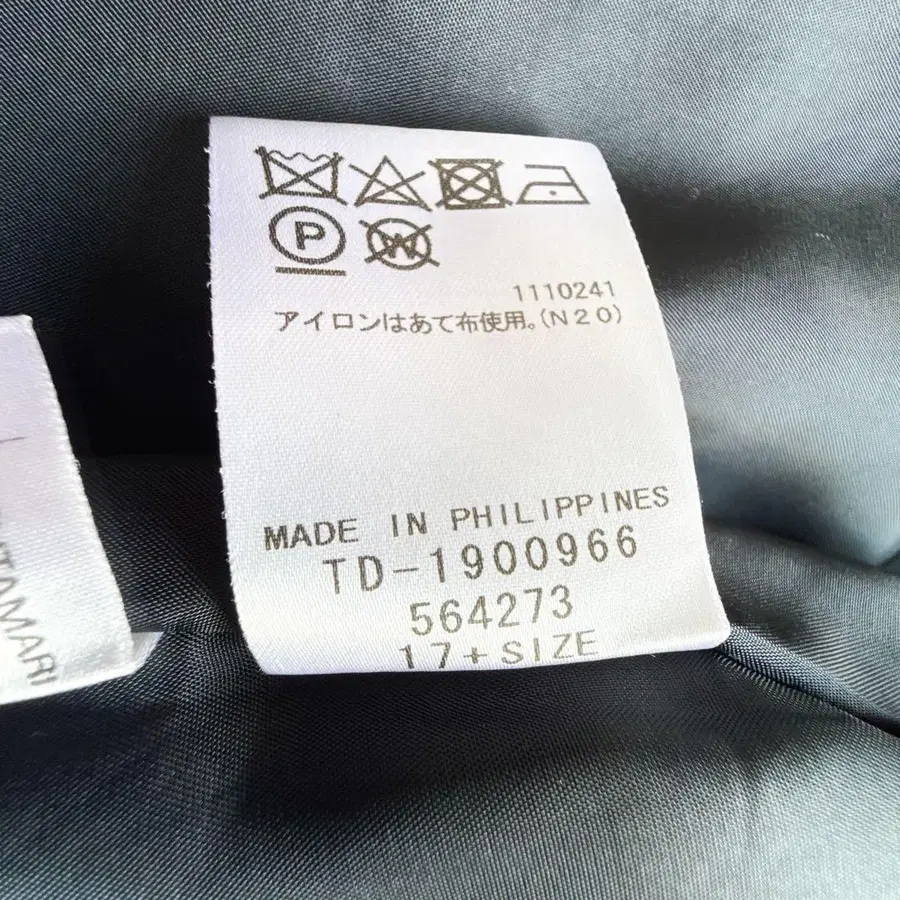 P W
1110241
アイロンはあて布使用。(N20)
MADE IN PHILIPPINES
TD-1900966
564273
17+SIZE
TAMARI